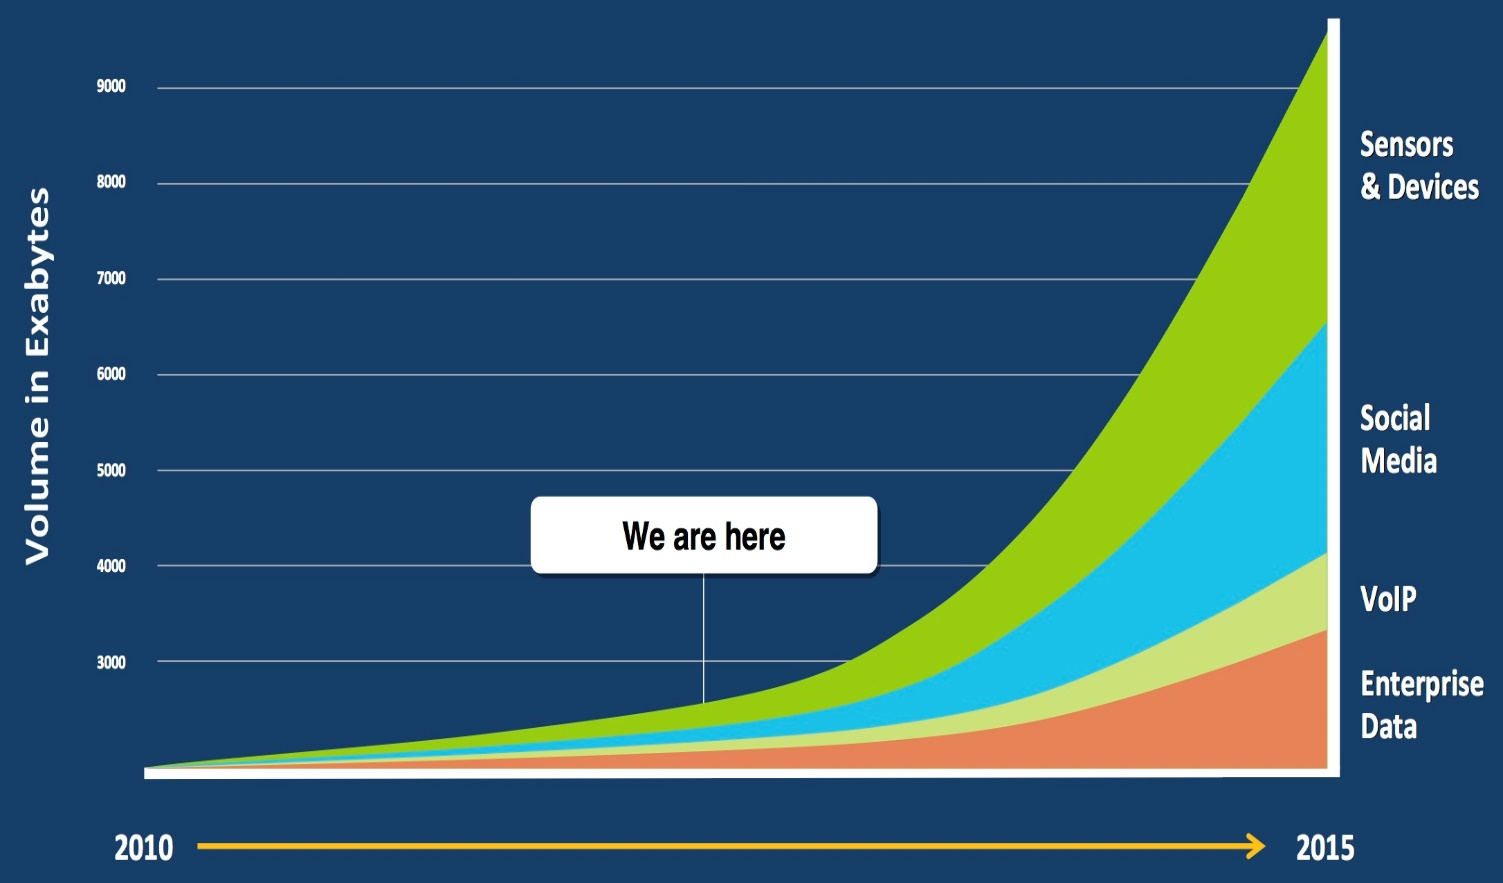 Volume in Exabytes
9000
8000
7000
6000
5000
4000
3000
We are here
Sensors
& Devices
Social
Media
VoIP
Enterprise
Data
2010
2015